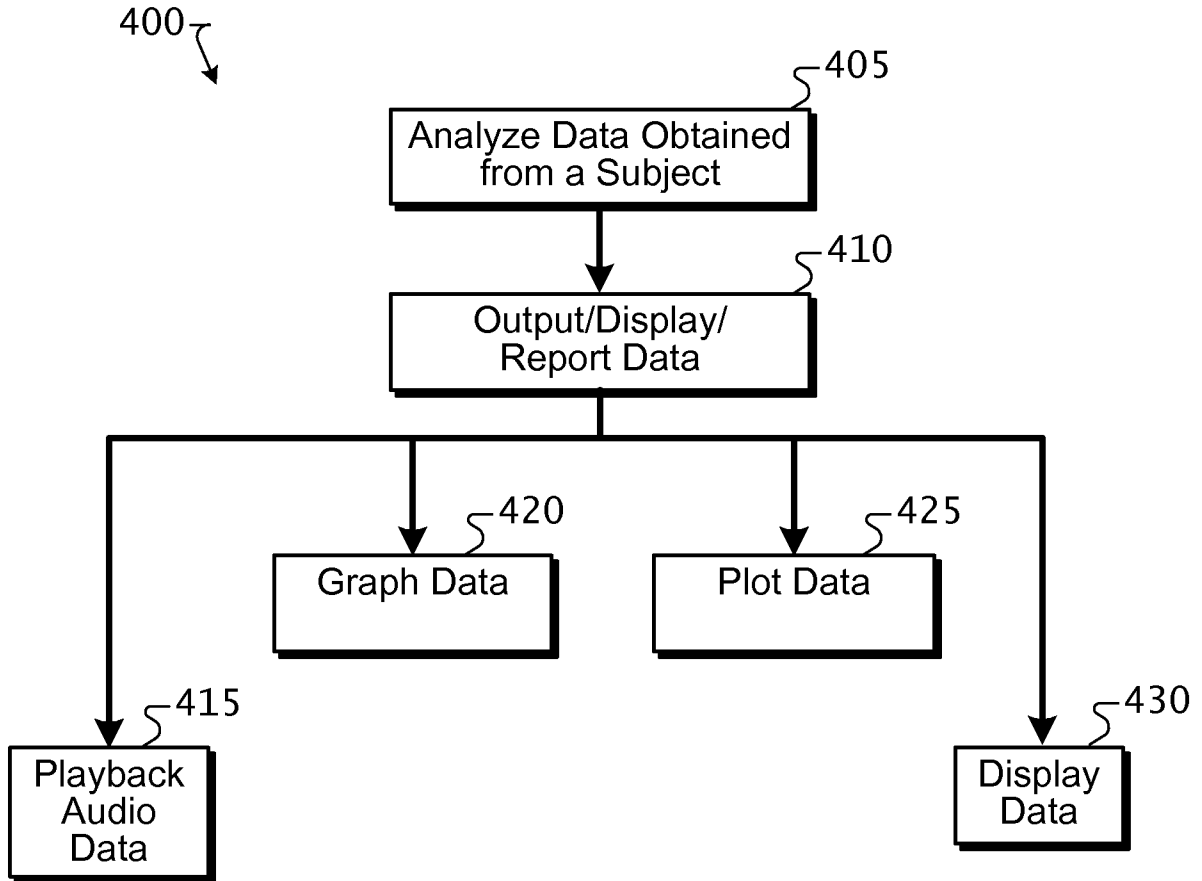 400
405
Analyze Data Obtained
from a Subject
410
Output/Display/
Report Data
420
Graph Data
425
Plot Data
415
Playback
Audio
Data
430
Display
Data